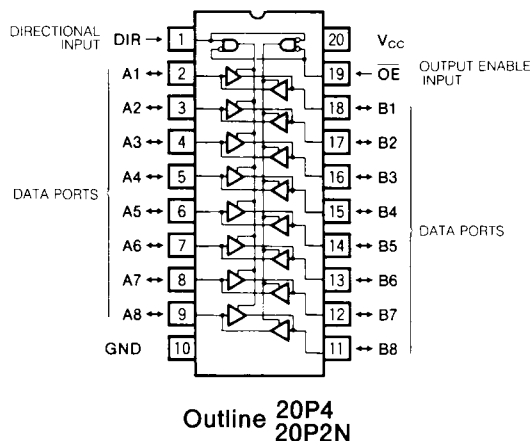 DIRECTIONAL INPUT DIR → 1 20 VCC
A1 ↔ 2 19 ← OE OUTPUT ENABLE INPUT
A2 ↔ 3 18 ↔ B1
A3 ↔ 4 17 ↔ B2
A4 ↔ 5 16 ↔ B3
DATA PORTS
A5 ↔ 6 15 ↔ B4
A6 ↔ 7 14 ↔ B5
DATA PORTS
A7 ↔ 8 13 ↔ B6
A8 ↔ 9 12 ↔ B7
GND 10 11 ↔ B8
Outline 20P4
20P2N